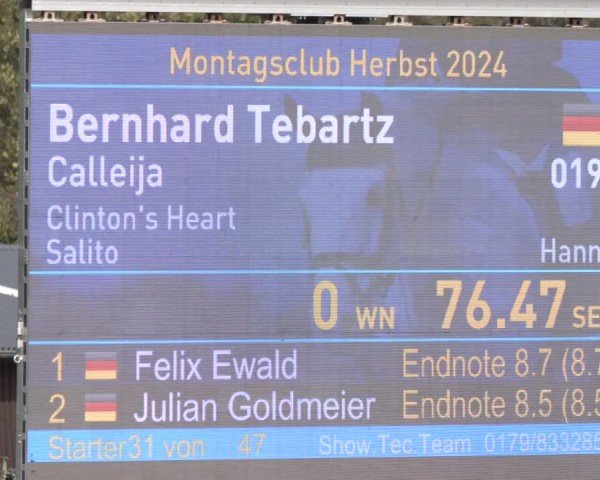 Montagsclub Herbst 2024
Bernhard Tebartz
Calleija 019
Clinton's Heart
Salito Hann
0 WN 76.47 SE
1 Felix Ewald Endnote 8.7 (8.7
2 Julian Goldmeier Endnote 8.5 (8.5
Starter31 von 47 Show.Tec.Team 0179/833285